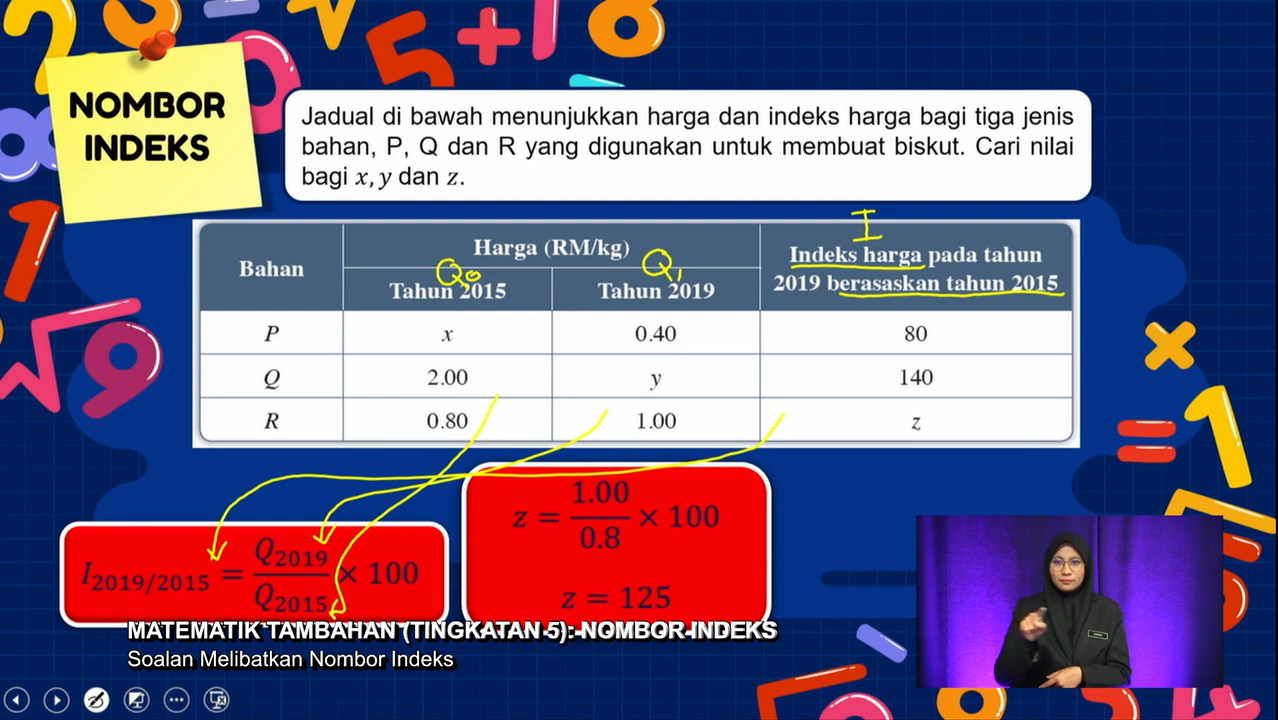 NOMBOR
INDEKS
Jadual di bawah menunjukkan harga dan indeks harga bagi tiga jenis
bahan, P, Q dan R yang digunakan untuk membuat biskut. Cari nilai
bagi x, y dan z.
I
Bahan
Harga (RM/kg)
Indeks harga pada tahun
2019 berasaskan tahun 2015
Q₀
Q₁
Tahun 2015
Tahun 2019
P x 0.40 80
Q 2.00 y 140
R 0.80 1.00 z
z = 1.00/0.8 × 100
z = 125
I2019/2015 = Q2019/Q2015 × 100
MATEMATIK TAMBAHAN (TINGKATAN 5): NOMBOR INDEKS
Soalan Melibatkan Nombor Indeks